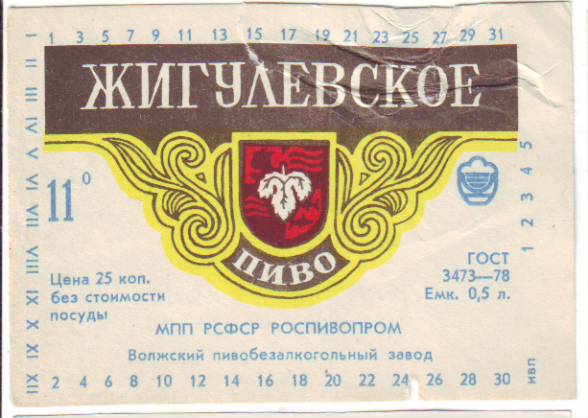 1 3 5 7 9 11 13 15 17 19 21 23 25 27 29 31
I II III IV V VI VII VIII IX X XI XII
ЖИГУЛЕВСКОЕ
11°
ПИВО
1 2 3 4 5
Цена 25 коп.
без стоимости
посуды
ГОСТ
3473—78
Емк. 0,5 л.
МПП РСФСР РОСПИВОПРОМ
Волжский пивобезалкогольный завод
2 4 6 8 10 12 14 16 18 20 22 24 26 28 30
ИВП